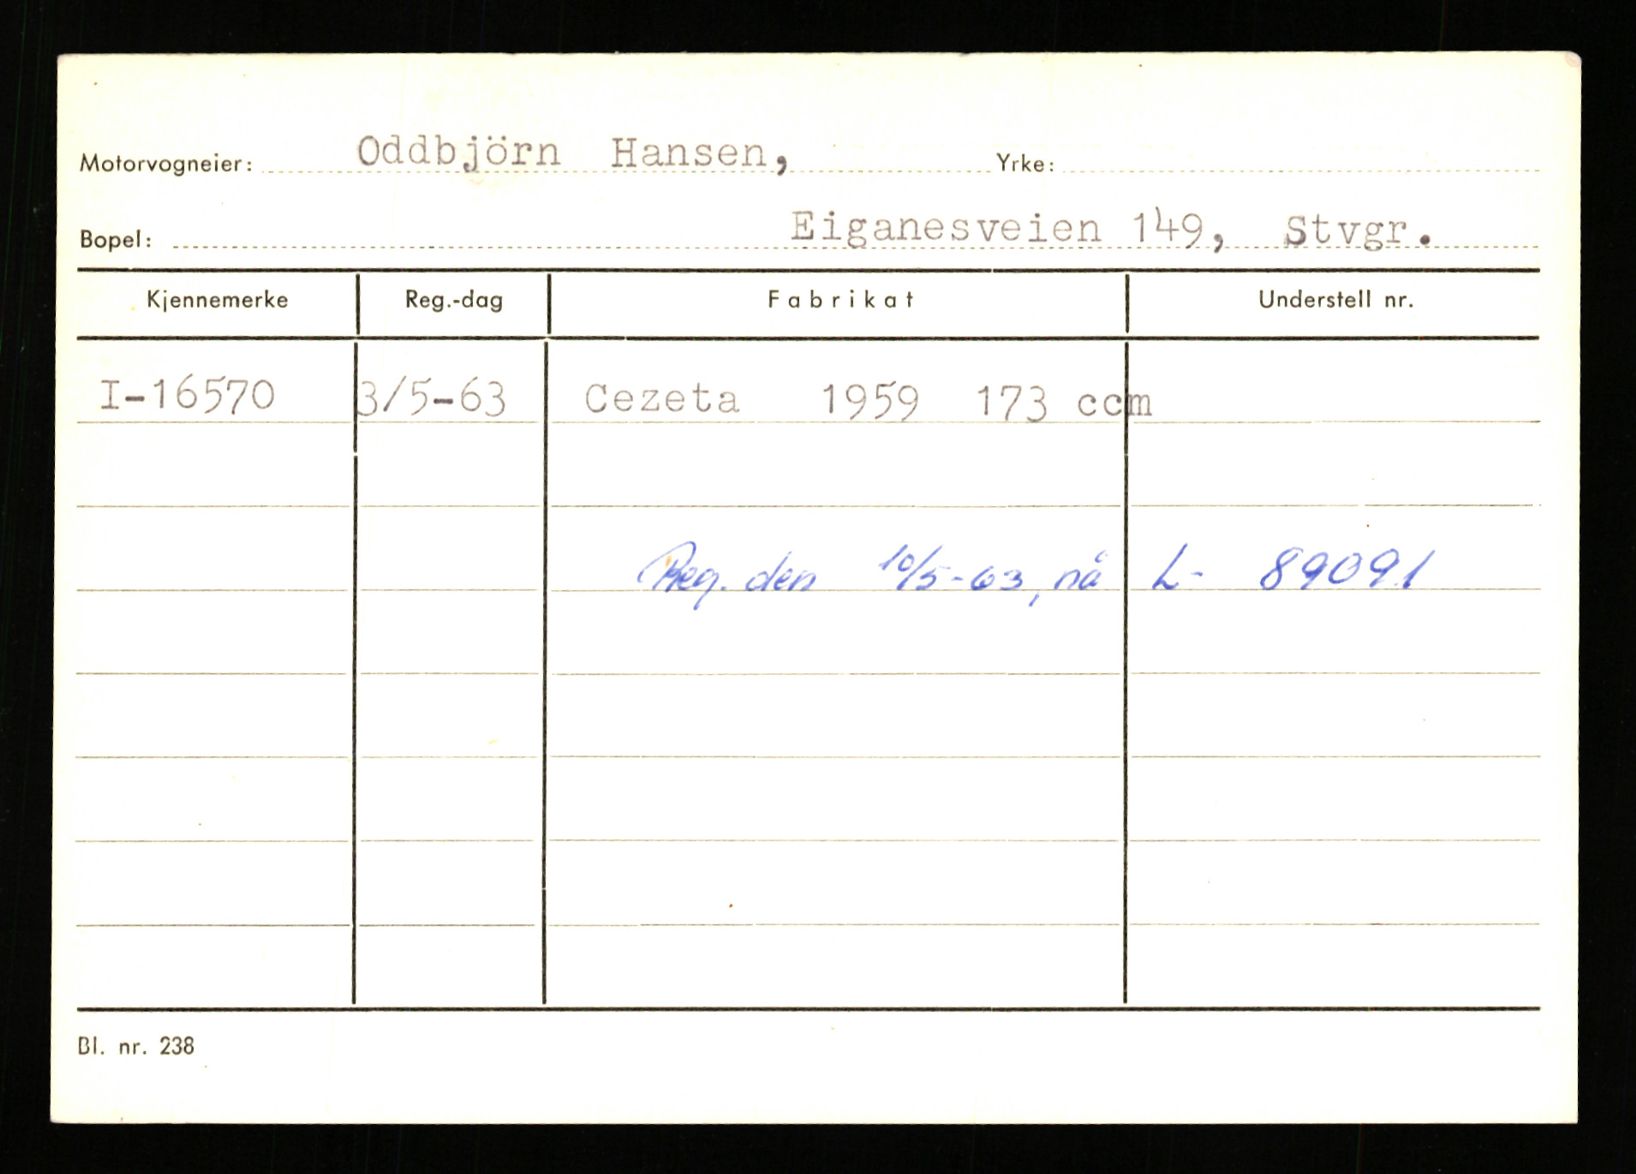 Motorvogneier: Oddbjörn Hansen, Yrke:
Bopel: Eiganesveien 149, Stvgr.
Kjennemerke Reg.-dag Fabrikat Understell nr.
I-16570 3/5-63 Cezeta 1959 173 ccm
Reg. den 10/5-63, nå L- 89091
Bl. nr. 238